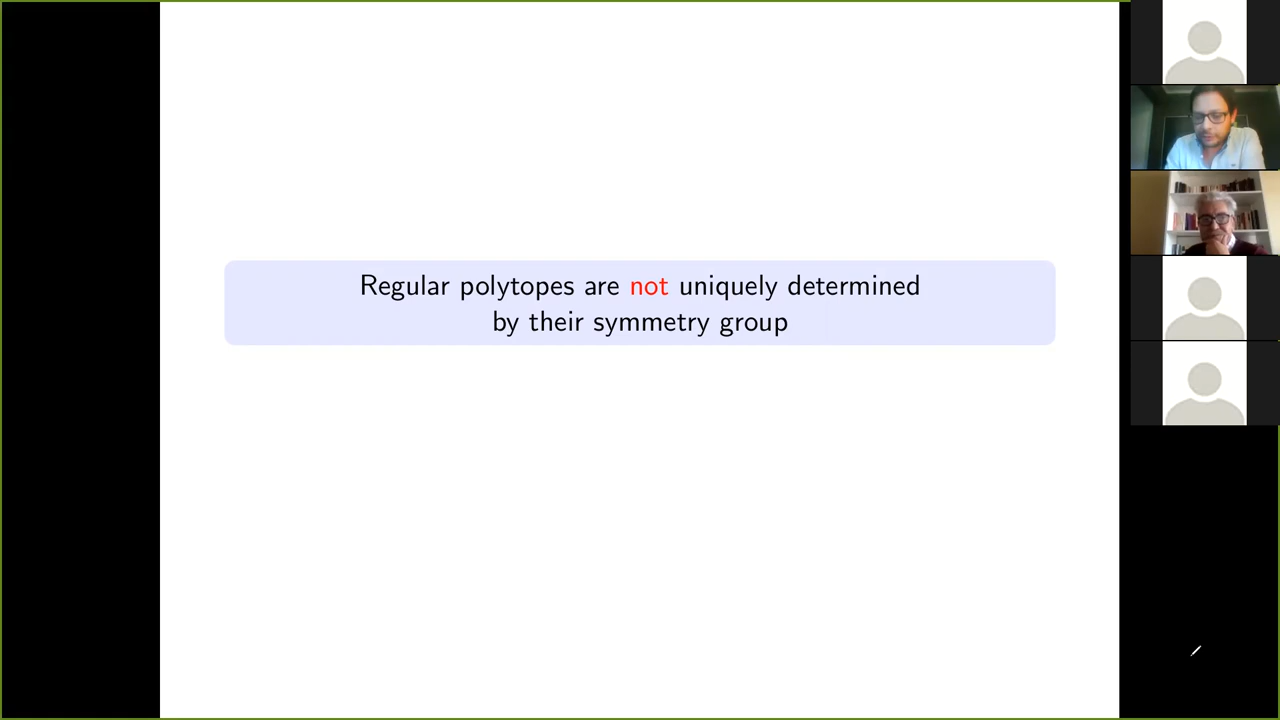 Regular polytopes are not uniquely determined
by their symmetry group